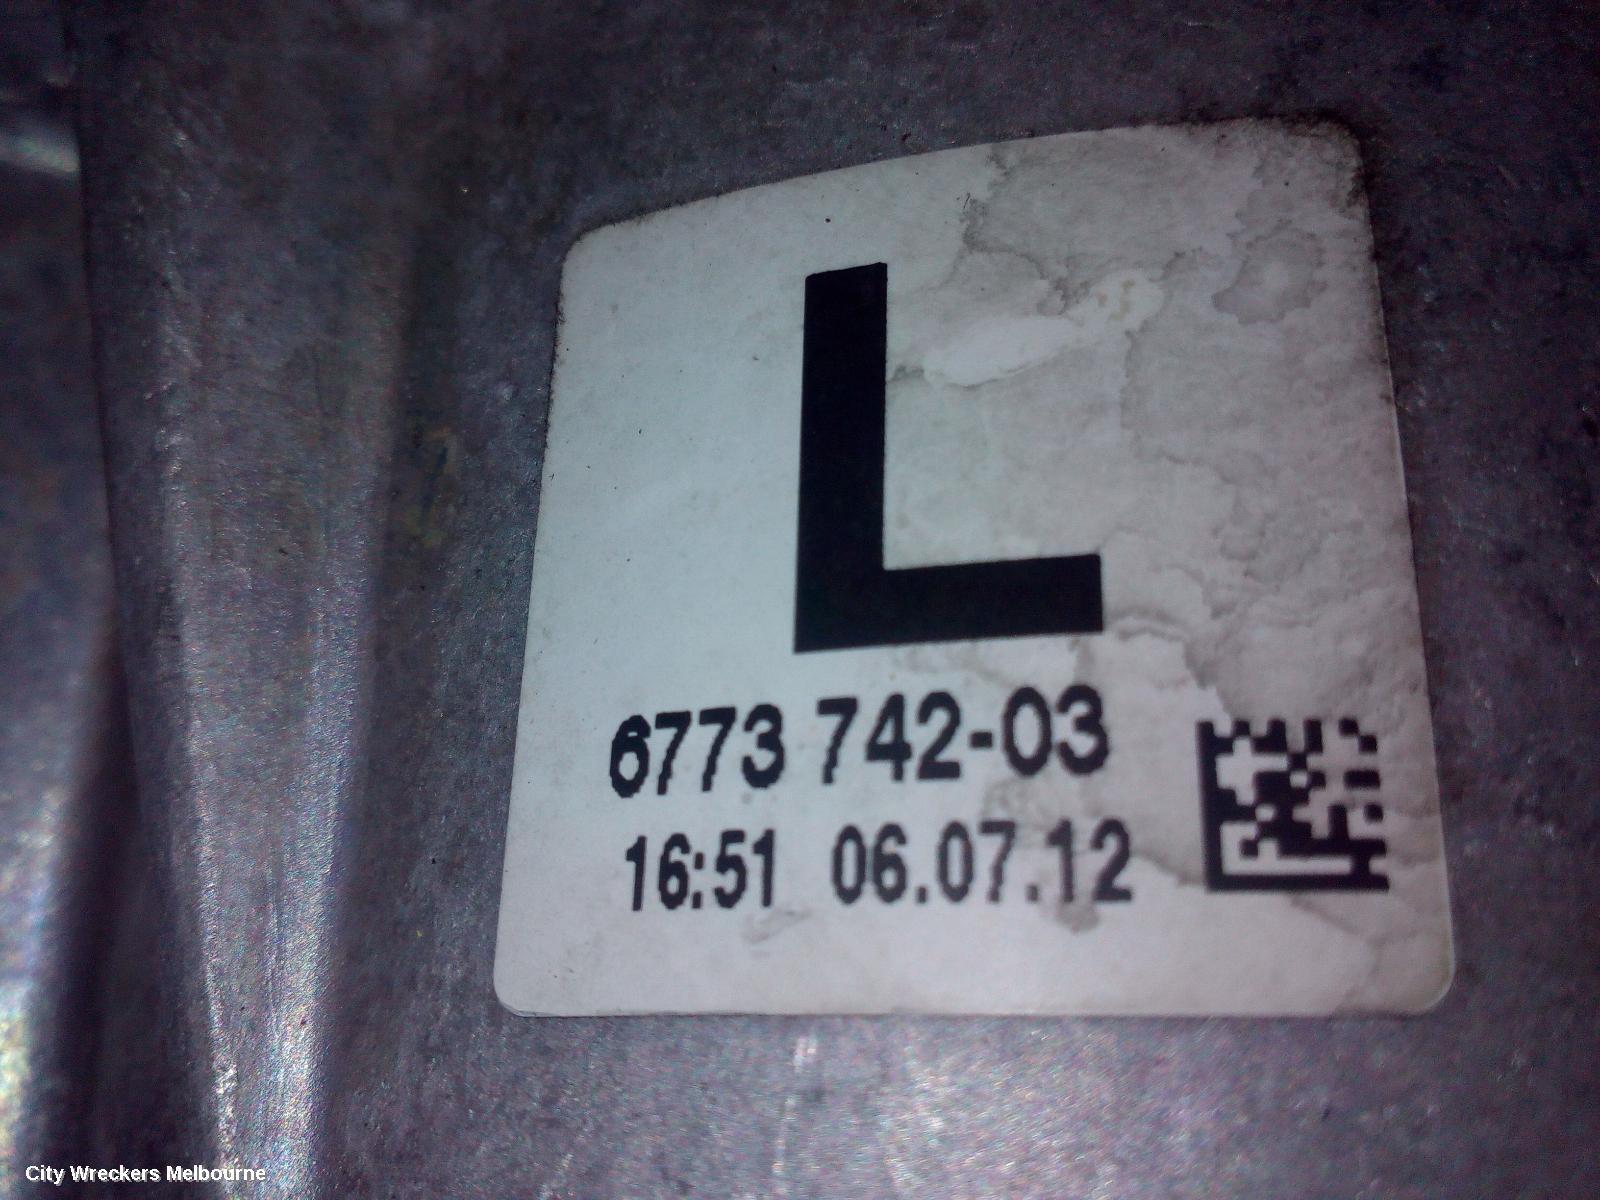 L
6773 742-03
16:51 06.07.12
City Wreckers Melbourne